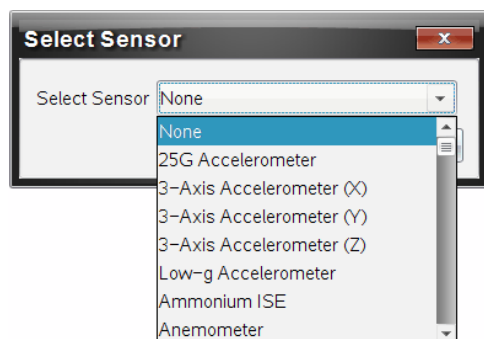 Select Sensor
Select Sensor None
None
25G Accelerometer
3-Axis Accelerometer (X)
3-Axis Accelerometer (Y)
3-Axis Accelerometer (Z)
Low-g Accelerometer
Ammonium ISE
Anemometer